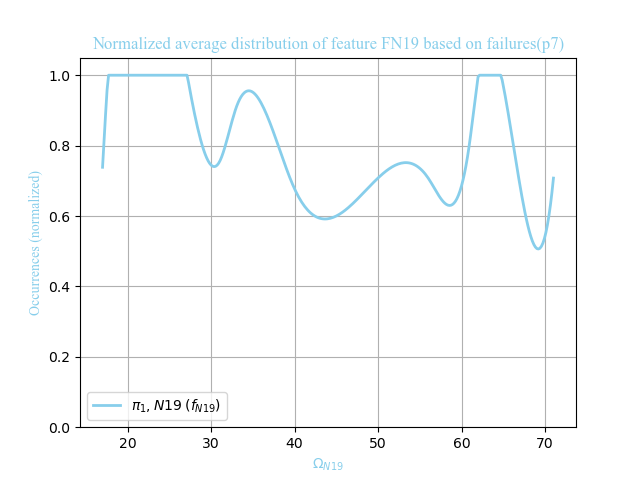 Normalized average distribution of feature FN19 based on failures(p7)
Occurrences (normalized)
1.0
0.8
0.6
0.4
0.2
0.0
π₁, N19 (f_N19)
20 30 40 50 60 70
Ω_N19